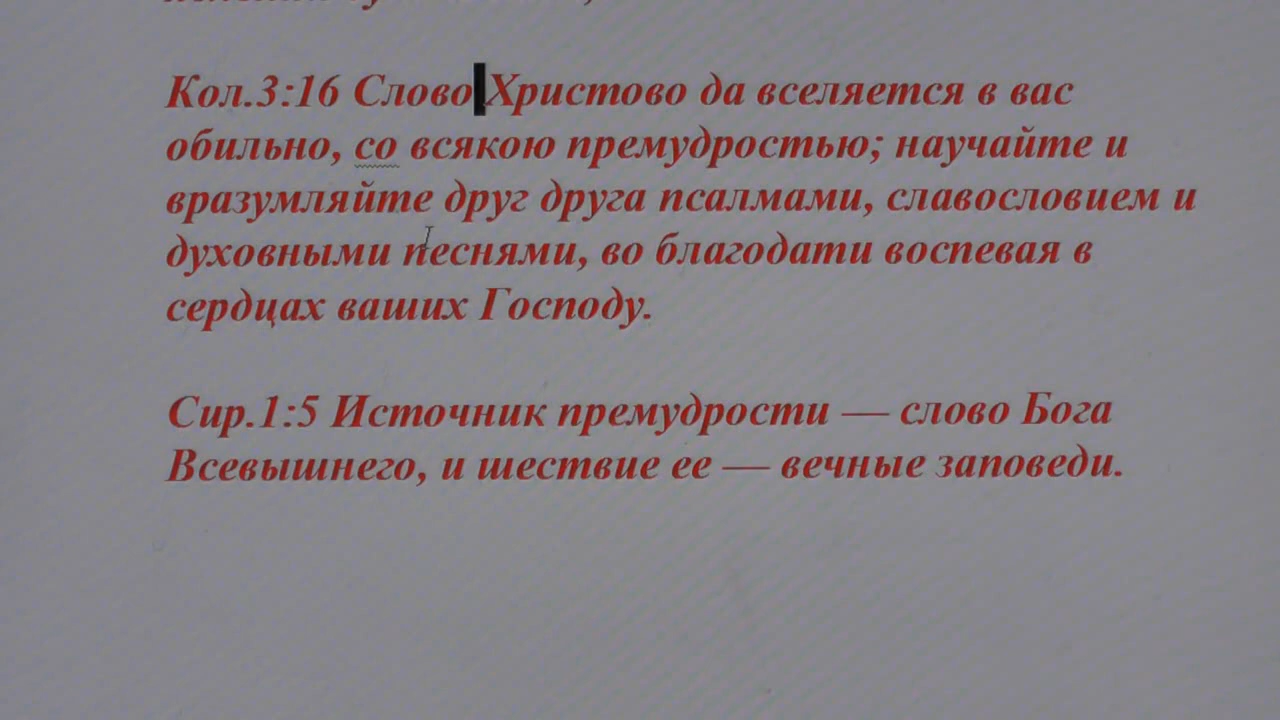 Кол.3:16 Слово Христово да вселяется в вас
обильно, со всякою премудростью; научайте и
вразумляйте друг друга псалмами, славословием и
духовными песнями, во благодати воспевая в
сердцах ваших Господу.
Сир.1:5 Источник премудрости — слово Бога
Всевышнего, и шествие ее — вечные заповеди.